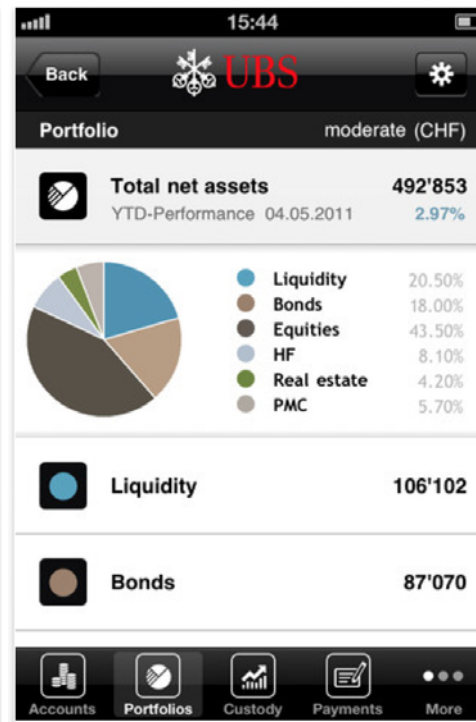 15:44
Back
UBS
Portfolio moderate (CHF)
Total net assets 492'853
YTD-Performance 04.05.2011 2.97%
Liquidity 20.50%
Bonds 18.00%
Equities 43.50%
HF 8.10%
Real estate 4.20%
PMC 5.70%
Liquidity 106'102
Bonds 87'070
Accounts Portfolios Custody Payments More